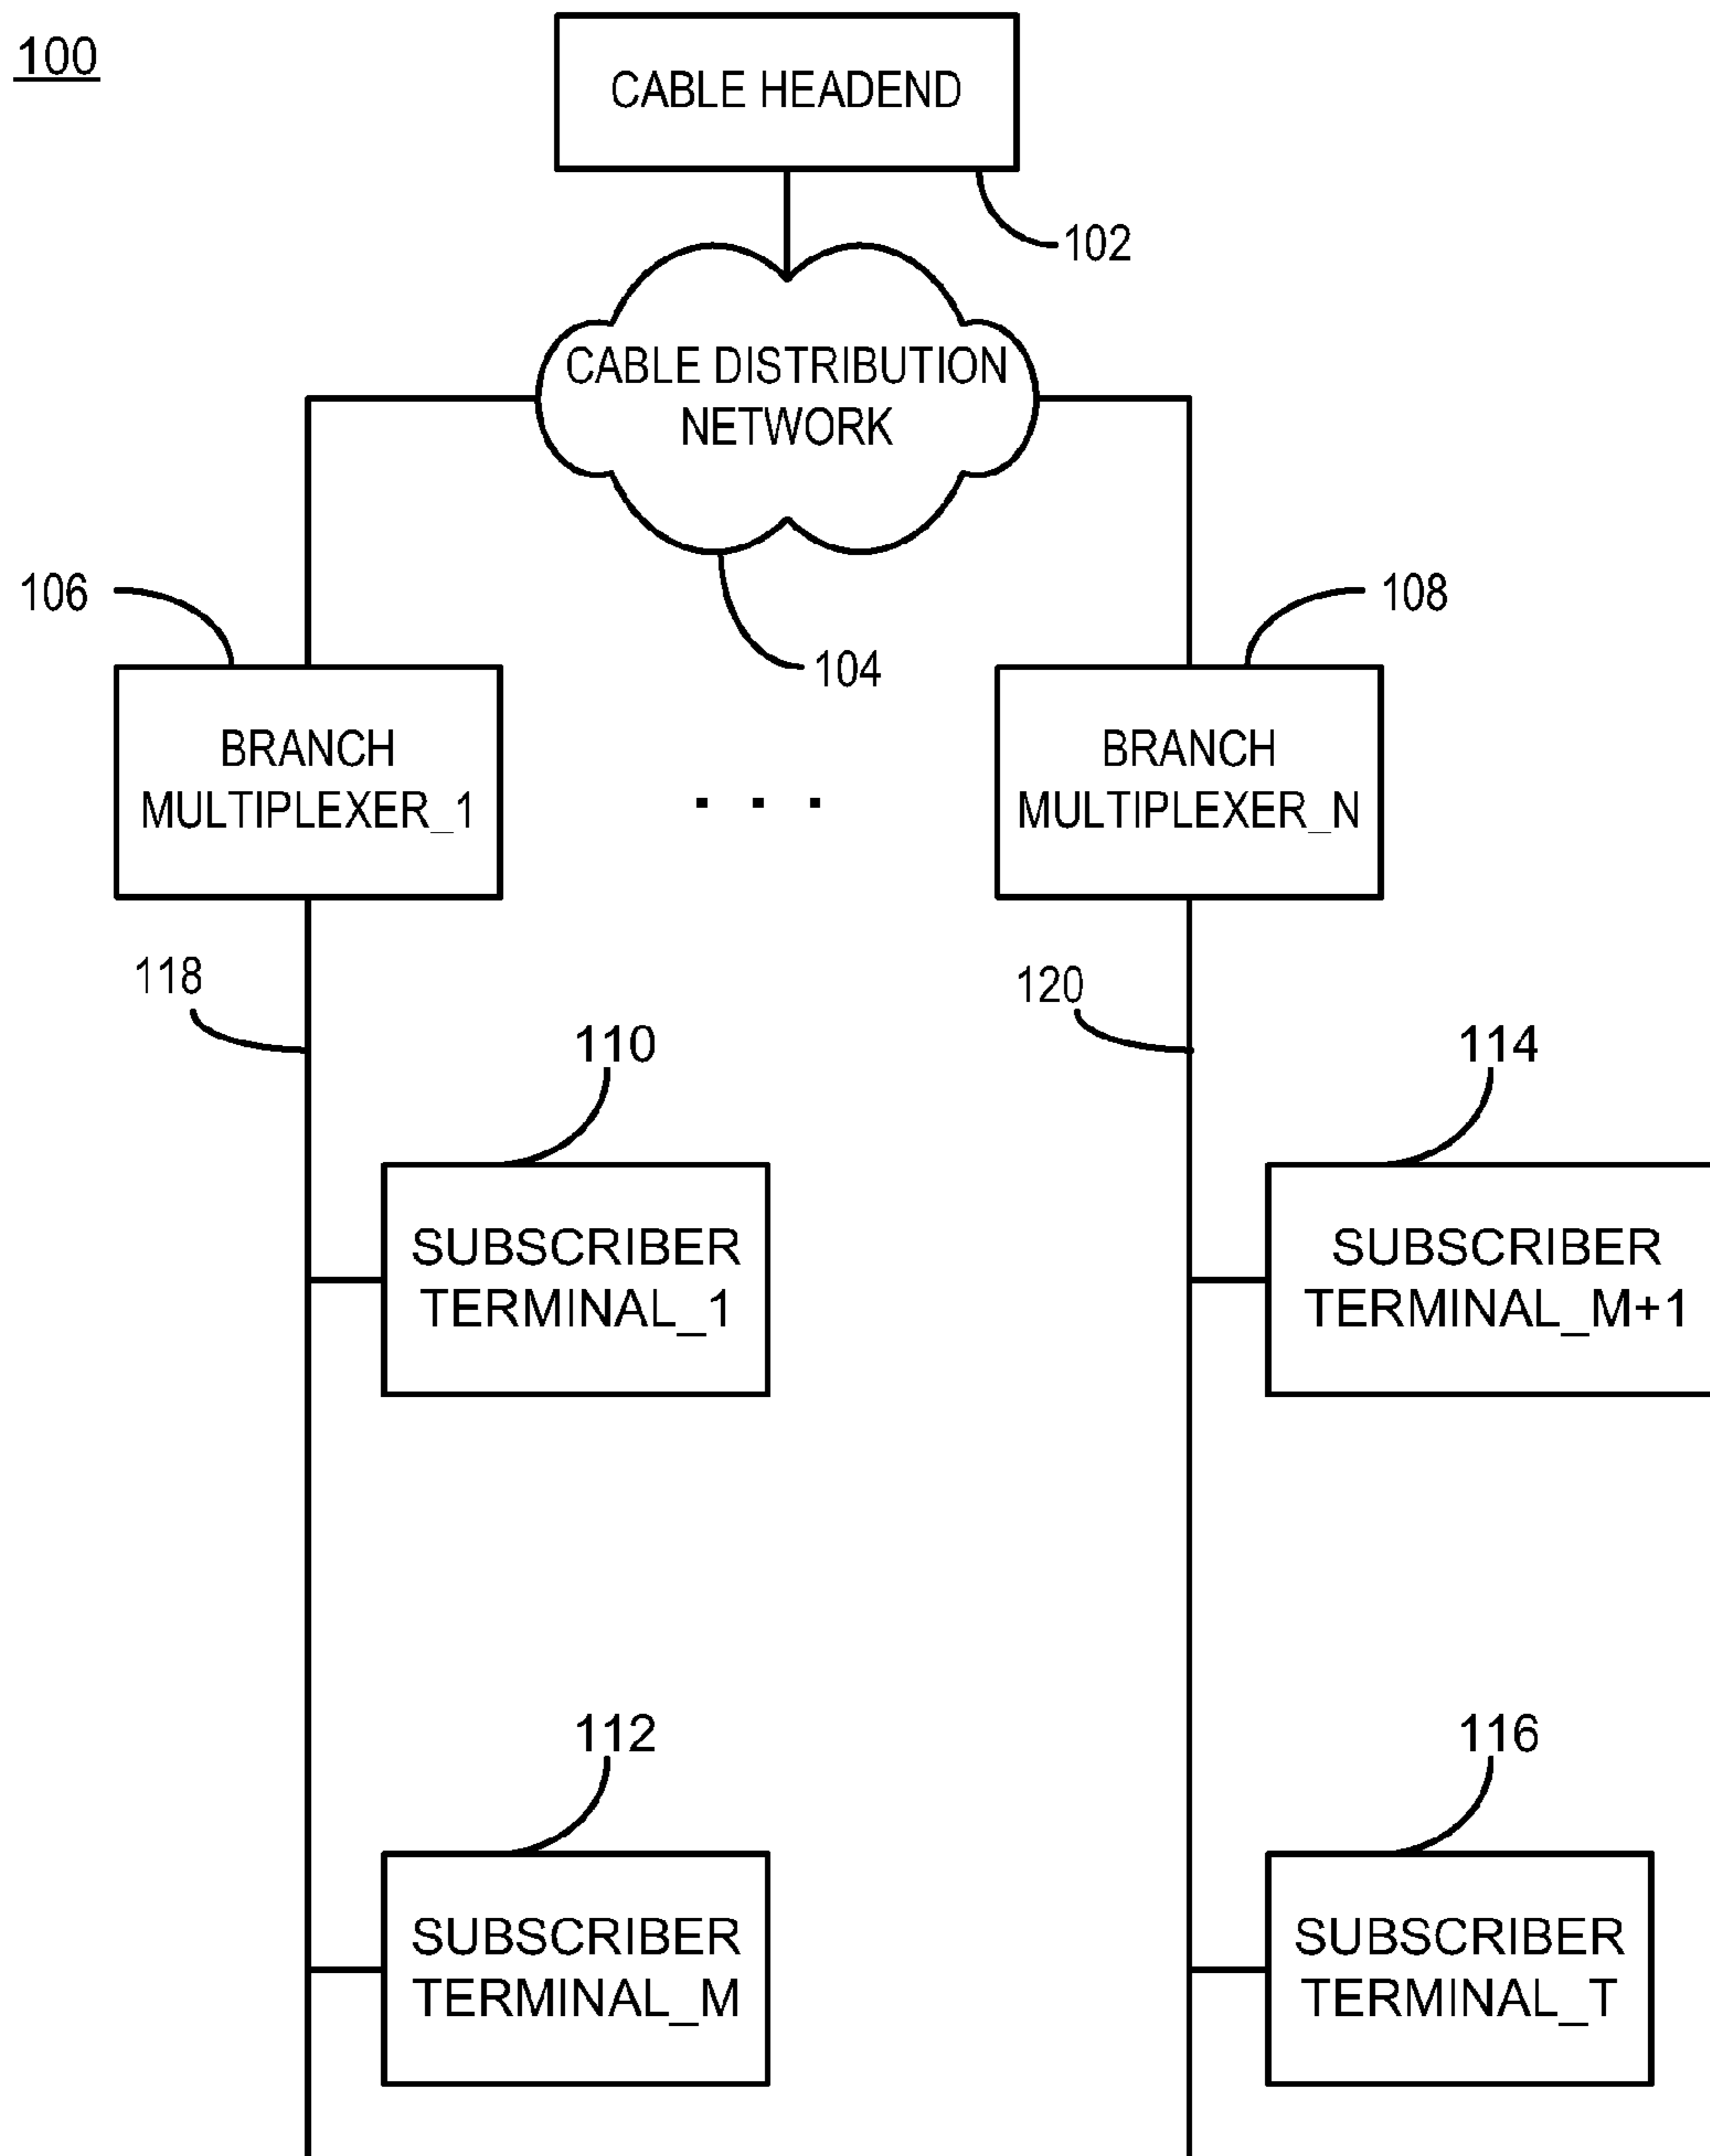 100
CABLE HEADEND
102
CABLE DISTRIBUTION
NETWORK
106
108
104
BRANCH
MULTIPLEXER_1
. . .
BRANCH
MULTIPLEXER_N
118
120
110
114
SUBSCRIBER
TERMINAL_1
SUBSCRIBER
TERMINAL_M+1
112
116
SUBSCRIBER
TERMINAL_M
SUBSCRIBER
TERMINAL_T